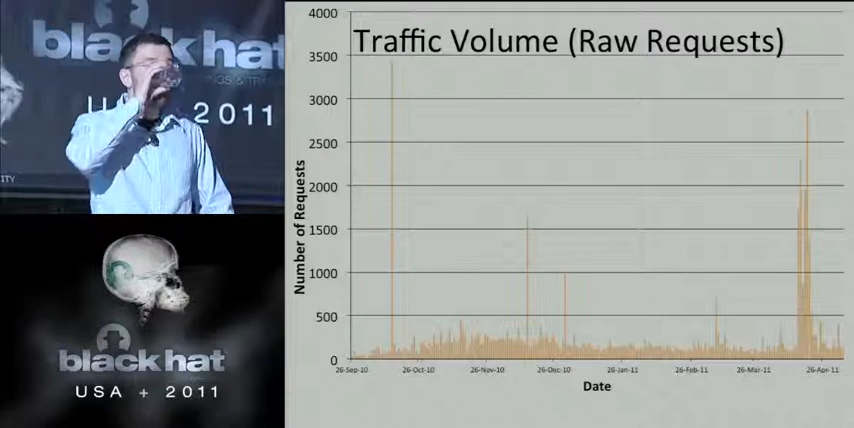 black hat
USA + 2011
black hat
USA + 2011
Traffic Volume (Raw Requests)
4000
3500
3000
2500
2000
1500
1000
500
0
Number of Requests
26-Sep-10 26-Oct-10 26-Nov-10 26-Dec-10 26-Jan-11 26-Feb-11 26-Mar-11 26-Apr-11
Date